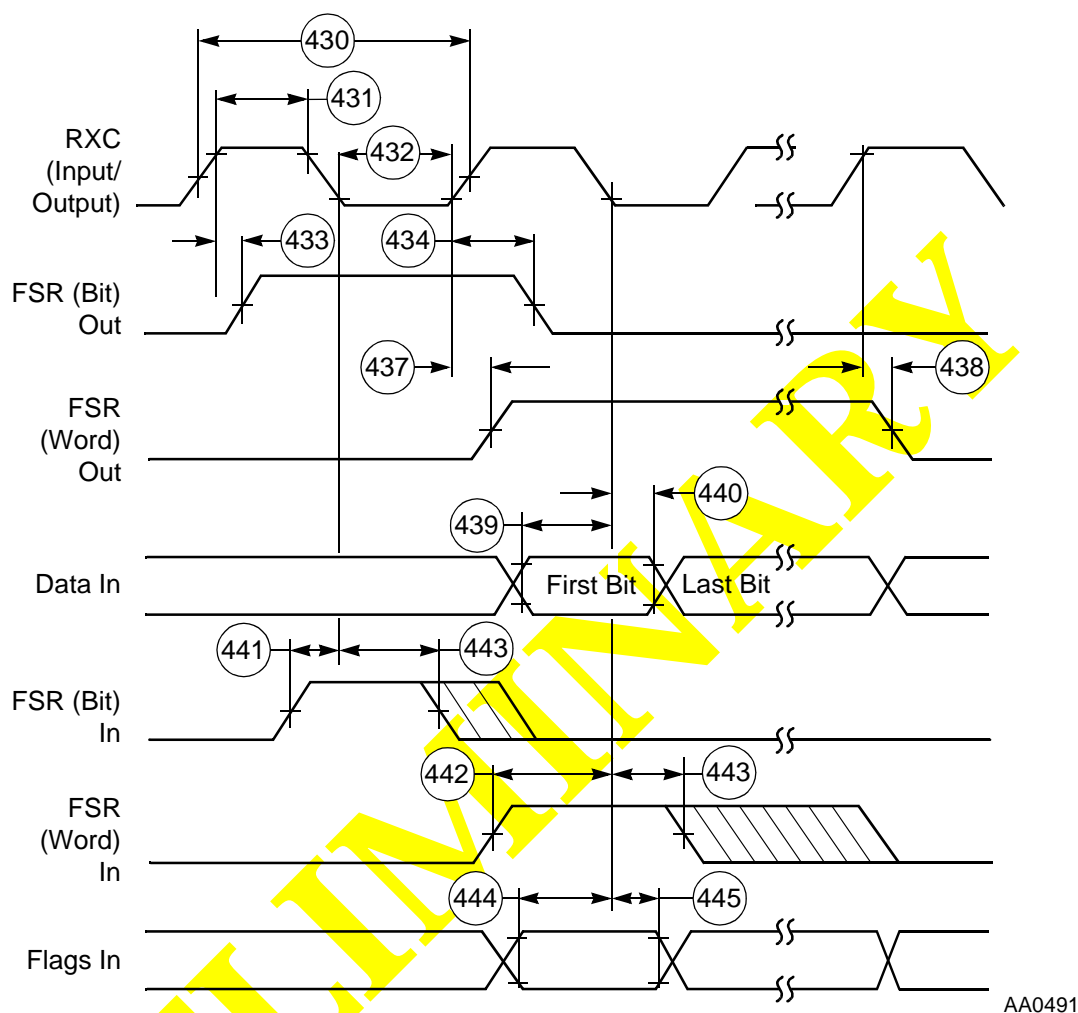 430
431
RXC
(Input/
Output)
432
433
434
FSR (Bit)
Out
437
438
FSR
(Word)
Out
439
440
Data In
First Bit
Last Bit
441
443
FSR (Bit)
In
442
443
FSR
(Word)
In
444
445
Flags In
AA0491
LIMINARY